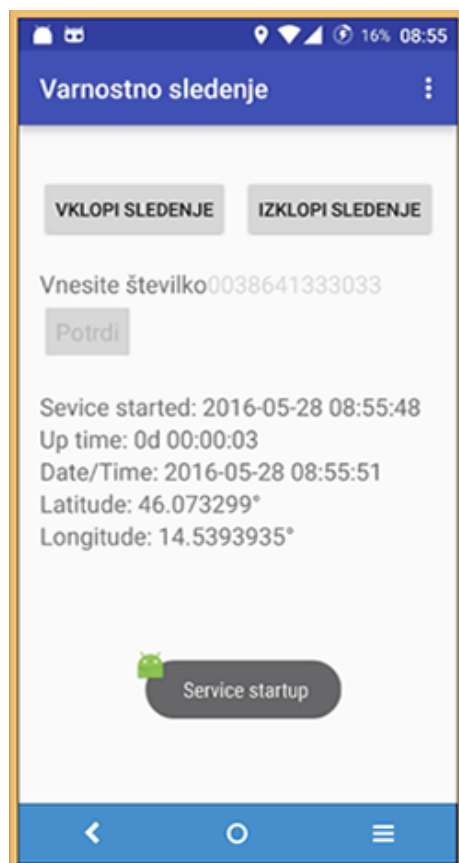 16% 08:55
Varnostno sledenje
VKLOPI SLEDENJE IZKLOPI SLEDENJE
Vnesite številko0038641333033
Potrdi
Sevice started: 2016-05-28 08:55:48
Up time: 0d 00:00:03
Date/Time: 2016-05-28 08:55:51
Latitude: 46.073299°
Longitude: 14.5393935°
Service startup